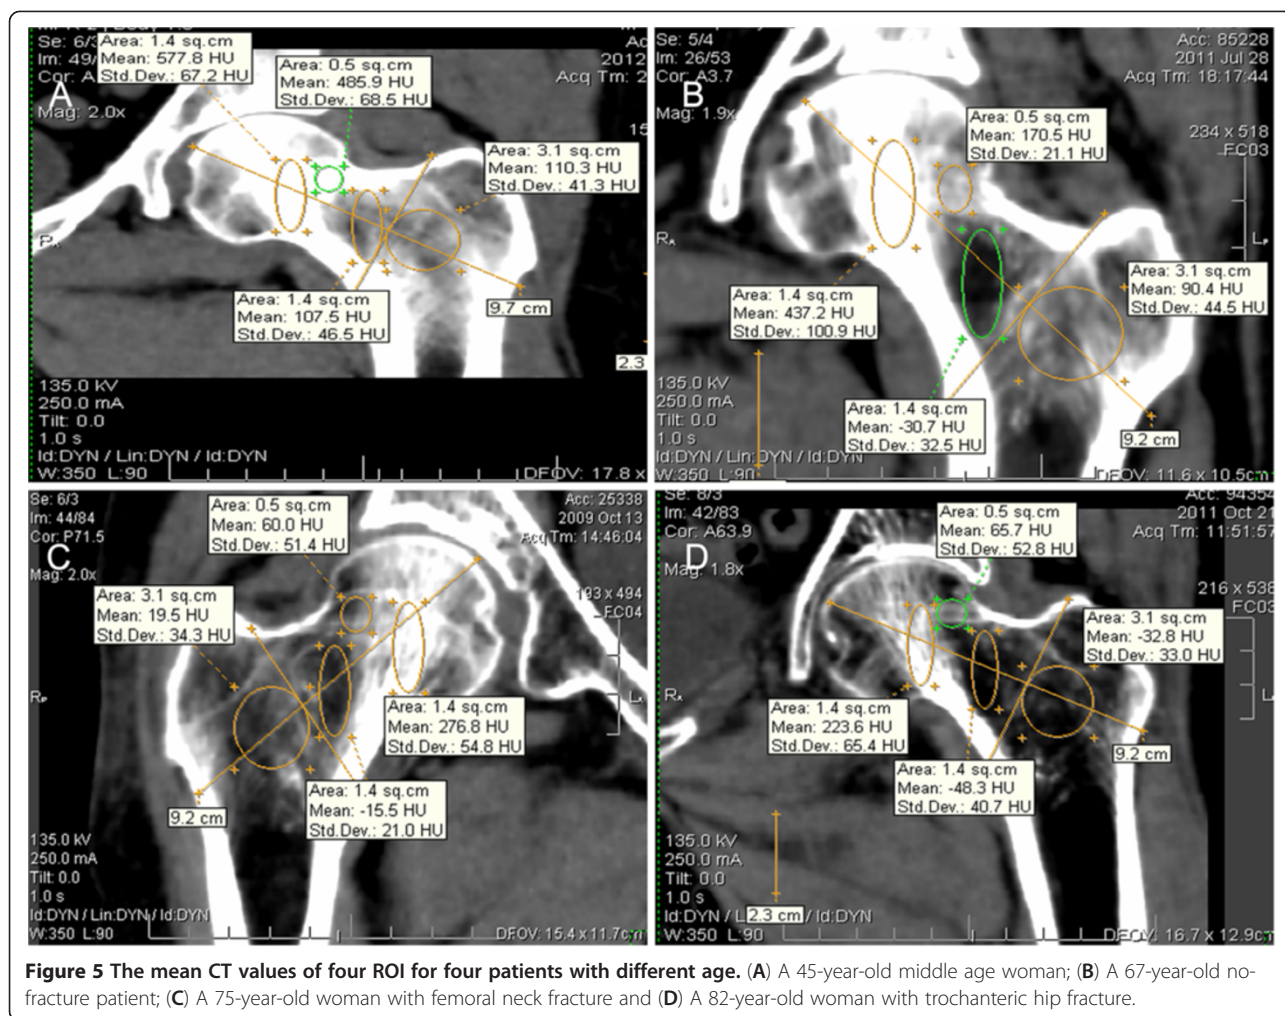 Se: 6/3
Im: 49/
Cor: A
A
Mag: 2.0x
Area: 1.4 sq.cm
Mean: 577.8 HU
Std.Dev.: 67.2 HU
Area: 0.5 sq.cm
Mean: 485.9 HU
Std.Dev.: 68.5 HU
2012
Acq Tm: 2
Area: 3.1 sq.cm
Mean: 110.3 HU
Std.Dev.: 41.3 HU
Area: 1.4 sq.cm
Mean: 107.5 HU
Std.Dev.: 46.5 HU
9.7 cm
2.3
135.0 kV
250.0 mA
Tilt: 0.0
1.0 s
Id:DYN / Lin:DYN / Id:DYN
W:350 L:90
DFOV: 17.8 x
Se: 5/4
Im: 26/53
Cor: A3.7
B
Mag: 1.9x
Acc: 85228
2011 Jul 28
Acq Tm: 18:17:44
234 x 518
FC03
Area: 0.5 sq.cm
Mean: 170.5 HU
Std.Dev.: 21.1 HU
Area: 3.1 sq.cm
Mean: 90.4 HU
Std.Dev.: 44.5 HU
Area: 1.4 sq.cm
Mean: 437.2 HU
Std.Dev.: 100.9 HU
Area: 1.4 sq.cm
Mean: -30.7 HU
Std.Dev.: 32.5 HU
9.2 cm
135.0 kV
250.0 mA
Tilt: 0.0
1.0 s
Id:DYN / Lin:DYN / Id:DYN
W:350 L:90
DFOV: 11.6 x 10.5cm
Se: 6/3
Im: 44/84
Cor: P71.5
C
Mag: 2.0x
Area: 0.5 sq.cm
Mean: 60.0 HU
Std.Dev.: 51.4 HU
Acc: 25338
2009 Oct 13
Acq Tm: 14:46:04
193 x 494
FC04
Area: 3.1 sq.cm
Mean: 19.5 HU
Std.Dev.: 34.3 HU
Area: 1.4 sq.cm
Mean: 276.8 HU
Std.Dev.: 54.8 HU
Area: 1.4 sq.cm
Mean: -15.5 HU
Std.Dev.: 21.0 HU
9.2 cm
135.0 kV
250.0 mA
Tilt: 0.0
1.0 s
Id:DYN / Lin:DYN / Id:DYN
W:350 L:90
DFOV: 15.4 x 11.7cm
Se: 8/3
Im: 42/83
Cor: A63.9
D
Mag: 1.8x
Area: 0.5 sq.cm
Mean: 65.7 HU
Std.Dev.: 52.8 HU
Acc: 94354
2011 Oct 21
Acq Tm: 11:51:57
216 x 538
FC03
Area: 3.1 sq.cm
Mean: -32.8 HU
Std.Dev.: 33.0 HU
Area: 1.4 sq.cm
Mean: 223.6 HU
Std.Dev.: 65.4 HU
Area: 1.4 sq.cm
Mean: -48.3 HU
Std.Dev.: 40.7 HU
9.2 cm
2.3 cm
135.0 kV
250.0 mA
Tilt: 0.0
1.0 s
Id:DYN / L / Id:DYN
W:350 L:90
DFOV: 16.7 x 12.9cm
Figure 5 The mean CT values of four ROI for four patients with different age. (A) A 45-year-old middle age woman; (B) A 67-year-old no-
fracture patient; (C) A 75-year-old woman with femoral neck fracture and (D) A 82-year-old woman with trochanteric hip fracture.